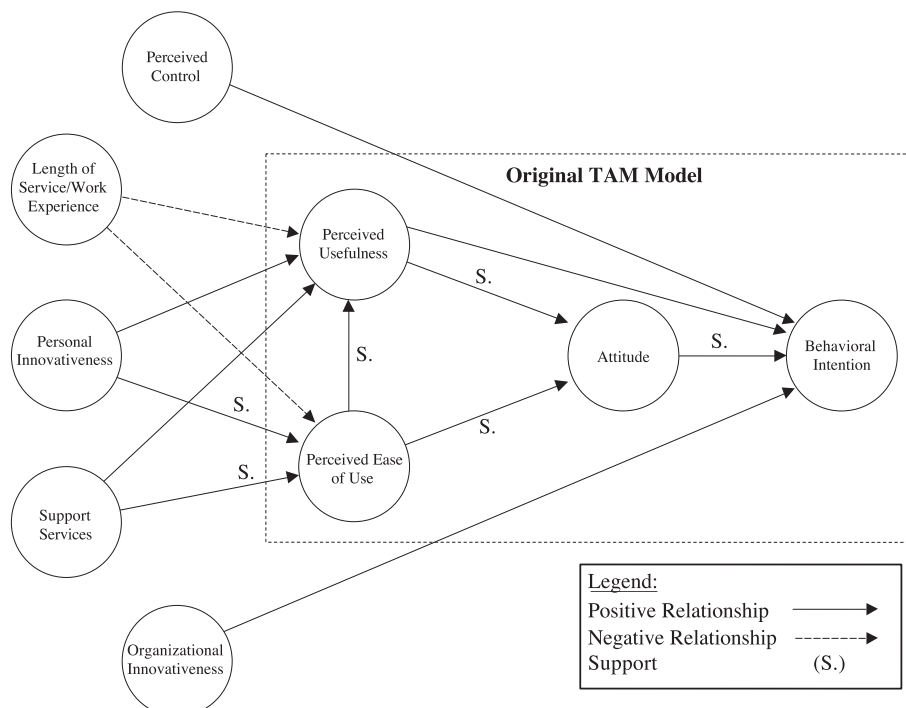 Perceived
Control
Length of
Service/Work
Experience
Original TAM Model
Perceived
Usefulness
S.
Personal
Innovativeness
S.
Attitude
S.
Behavioral
Intention
S.
S.
Perceived Ease
of Use
S.
Support
Services
Organizational
Innovativeness
Legend:
Positive Relationship
Negative Relationship
Support (S.)